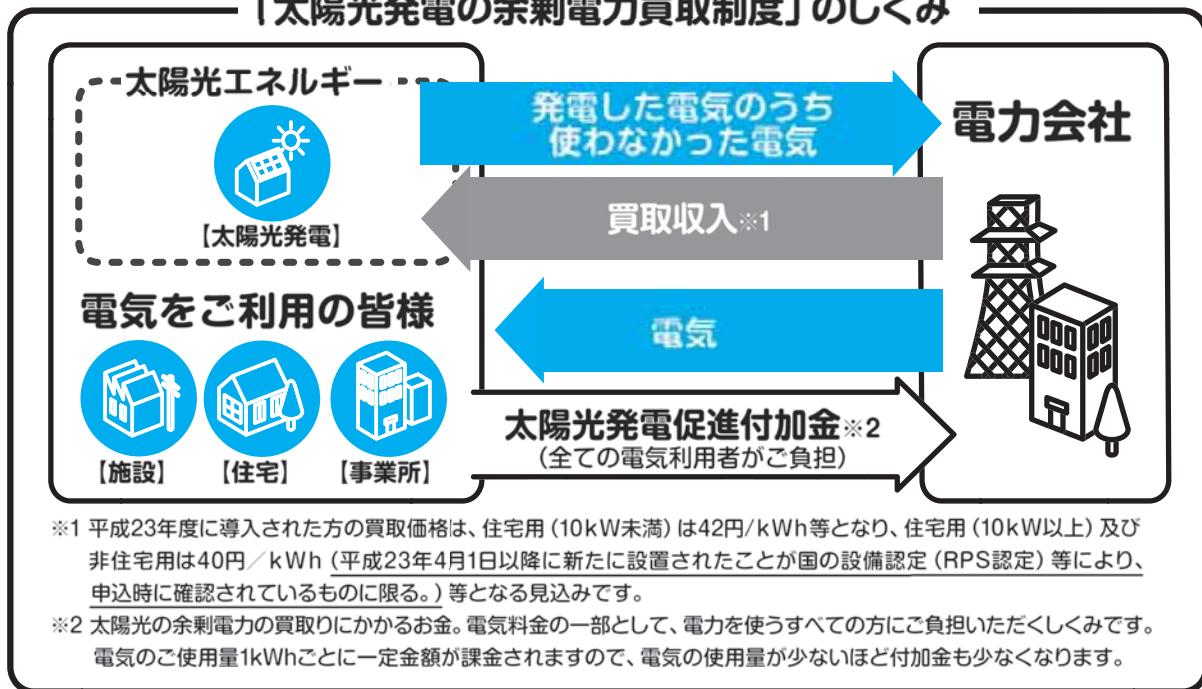 「太陽光発電の余剰電力買取制度」のしくみ
太陽光エネルギー
【太陽光発電】
発電した電気のうち
使わなかった電気
電力会社
買取収入※1
電気をご利用の皆様
電気
【施設】 【住宅】 【事業所】
太陽光発電促進付加金※2
(全ての電気利用者がご負担)
※1 平成23年度に導入された方の買取価格は、住宅用(10kW未満)は42円/kWh等となり、住宅用(10kW以上)及び
非住宅用は40円/kWh(平成23年4月1日以降に新たに設置されたことが国の設備認定(RPS認定)等により、
申込時に確認されているものに限る。)等となる見込みです。
※2 太陽光の余剰電力の買取りにかかるお金。電気料金の一部として、電力を使うすべての方にご負担いただくしくみです。
電気のご使用量1kWhごとに一定金額が課金されますので、電気の使用量が少ないほど付加金も少なくなります。